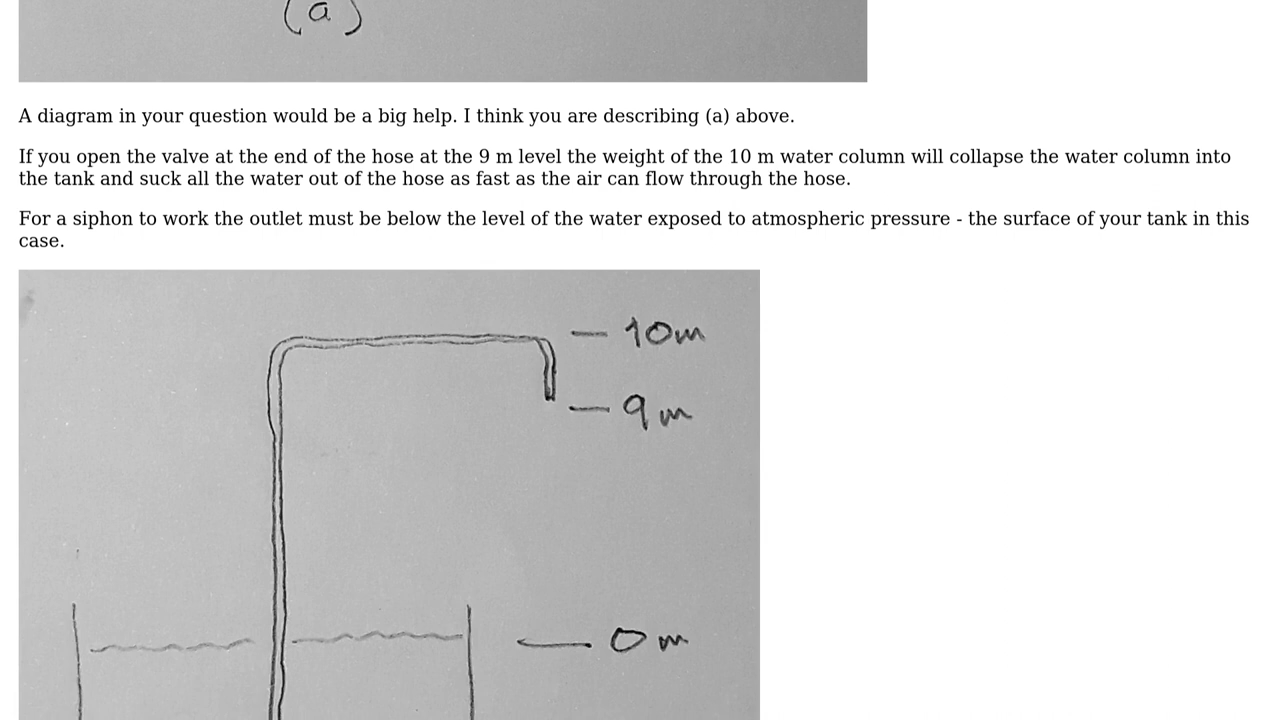 (a)
A diagram in your question would be a big help. I think you are describing (a) above.
If you open the valve at the end of the hose at the 9 m level the weight of the 10 m water column will collapse the water column into
the tank and suck all the water out of the hose as fast as the air can flow through the hose.
For a siphon to work the outlet must be below the level of the water exposed to atmospheric pressure - the surface of your tank in this
case.
– 10m
– 9m
– 0m